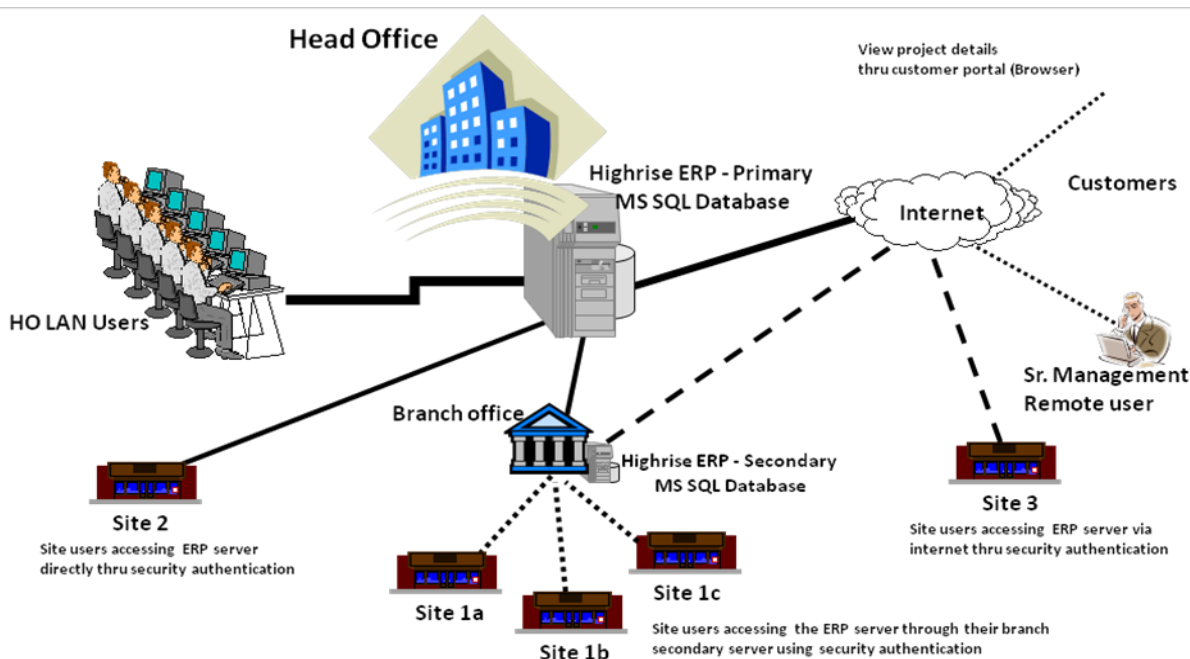 Head Office
View project details
thru customer portal (Browser)
Highrise ERP - Primary
MS SQL Database
Customers
Internet
HO LAN Users
Sr. Management
Remote user
Branch office
Highrise ERP - Secondary
MS SQL Database
Site 2
Site users accessing ERP server
directly thru security authentication
Site 3
Site users accessing ERP server via
internet thru security authentication
Site 1a
Site 1b
Site 1c
Site users accessing the ERP server through their branch
secondary server using security authentication